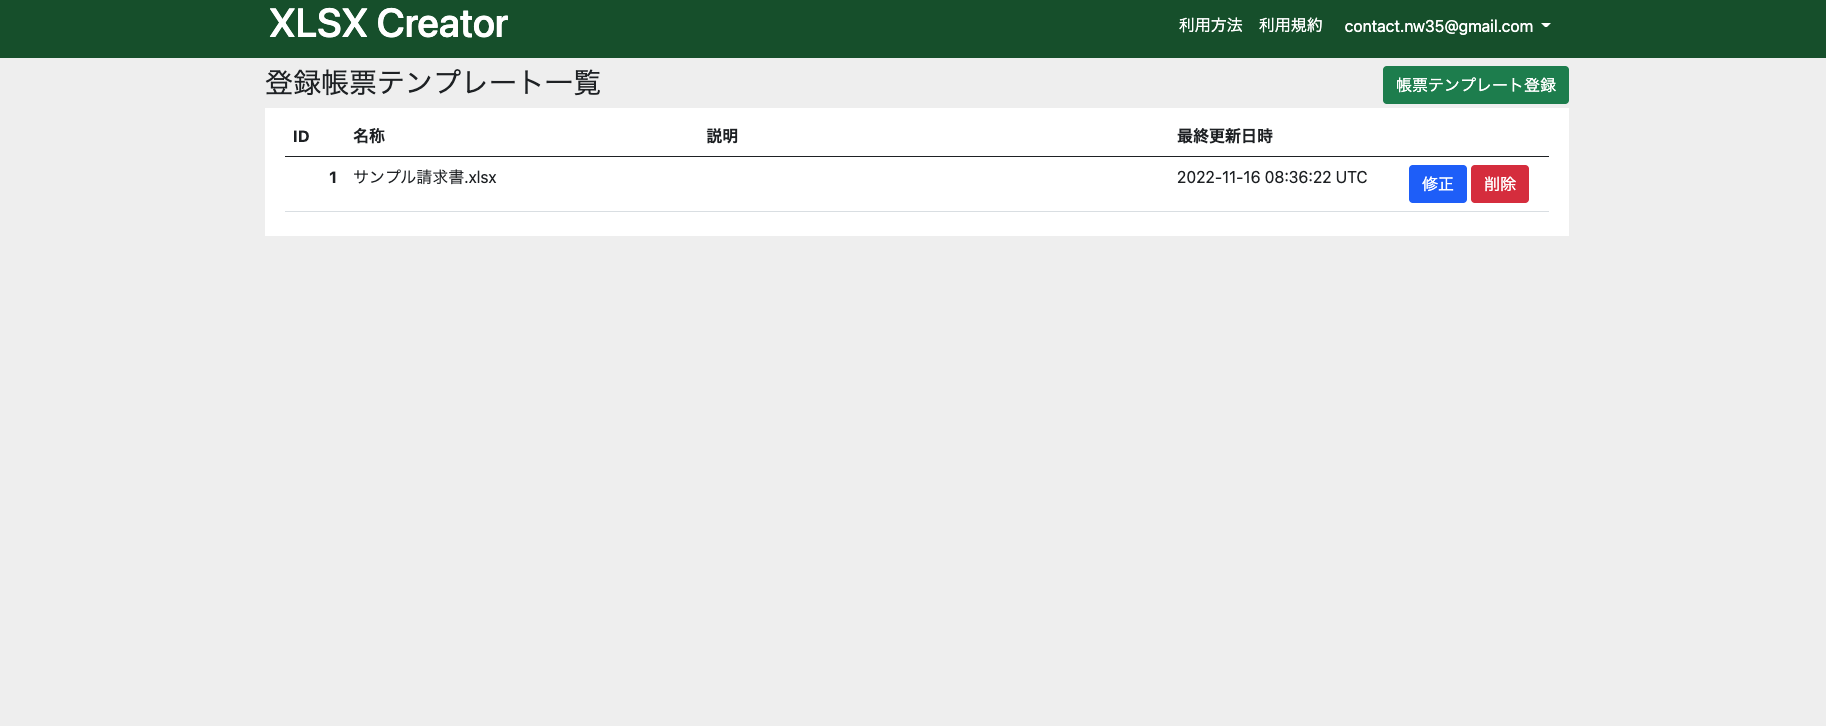 XLSX Creator 利用方法 利用規約 contact.nw35@gmail.com
登録帳票テンプレート一覧 帳票テンプレート登録
ID 名称 説明 最終更新日時
1 サンプル請求書.xlsx 2022-11-16 08:36:22 UTC 修正 削除